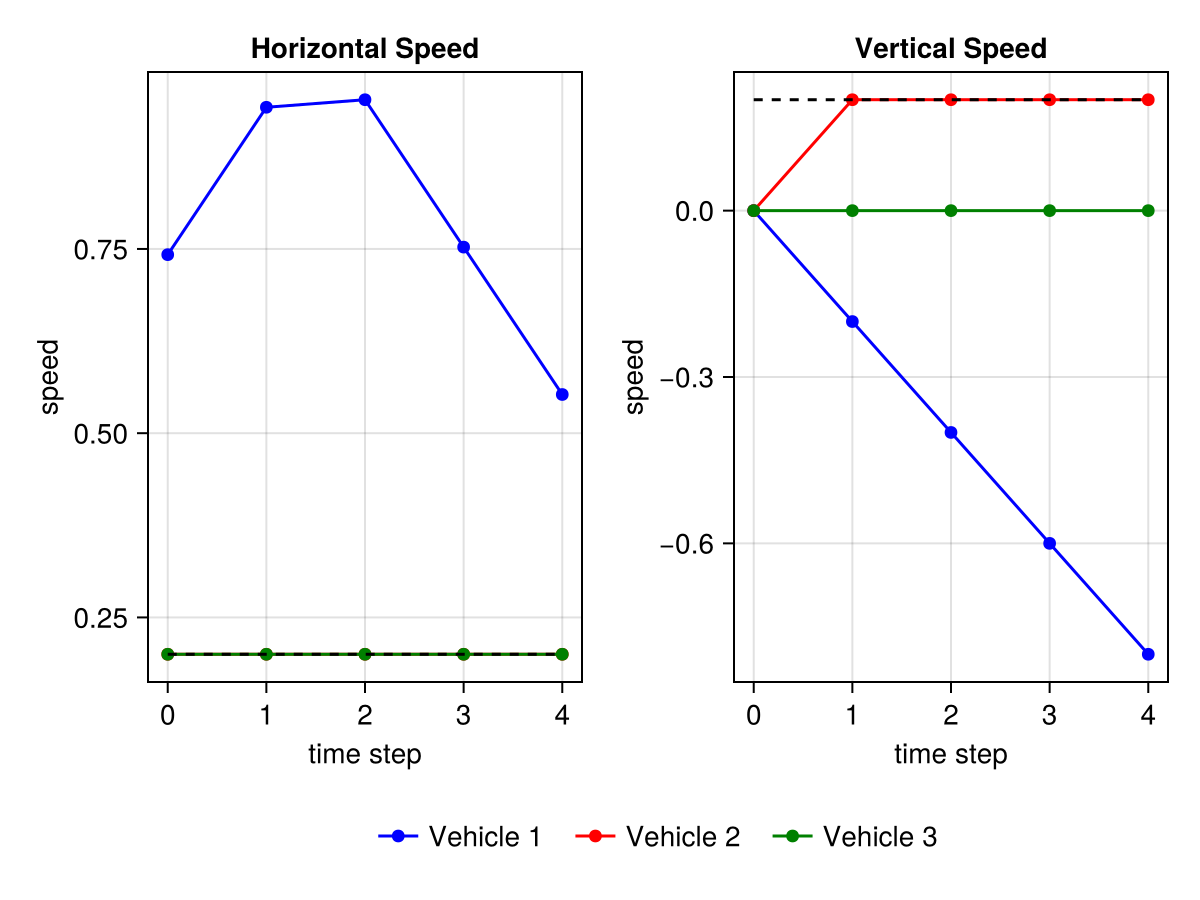 Horizontal Speed
Vertical Speed
speed
0.75
0.50
0.25
0 1 2 3 4
time step
speed
0.0
−0.3
−0.6
0 1 2 3 4
time step
Vehicle 1 Vehicle 2 Vehicle 3